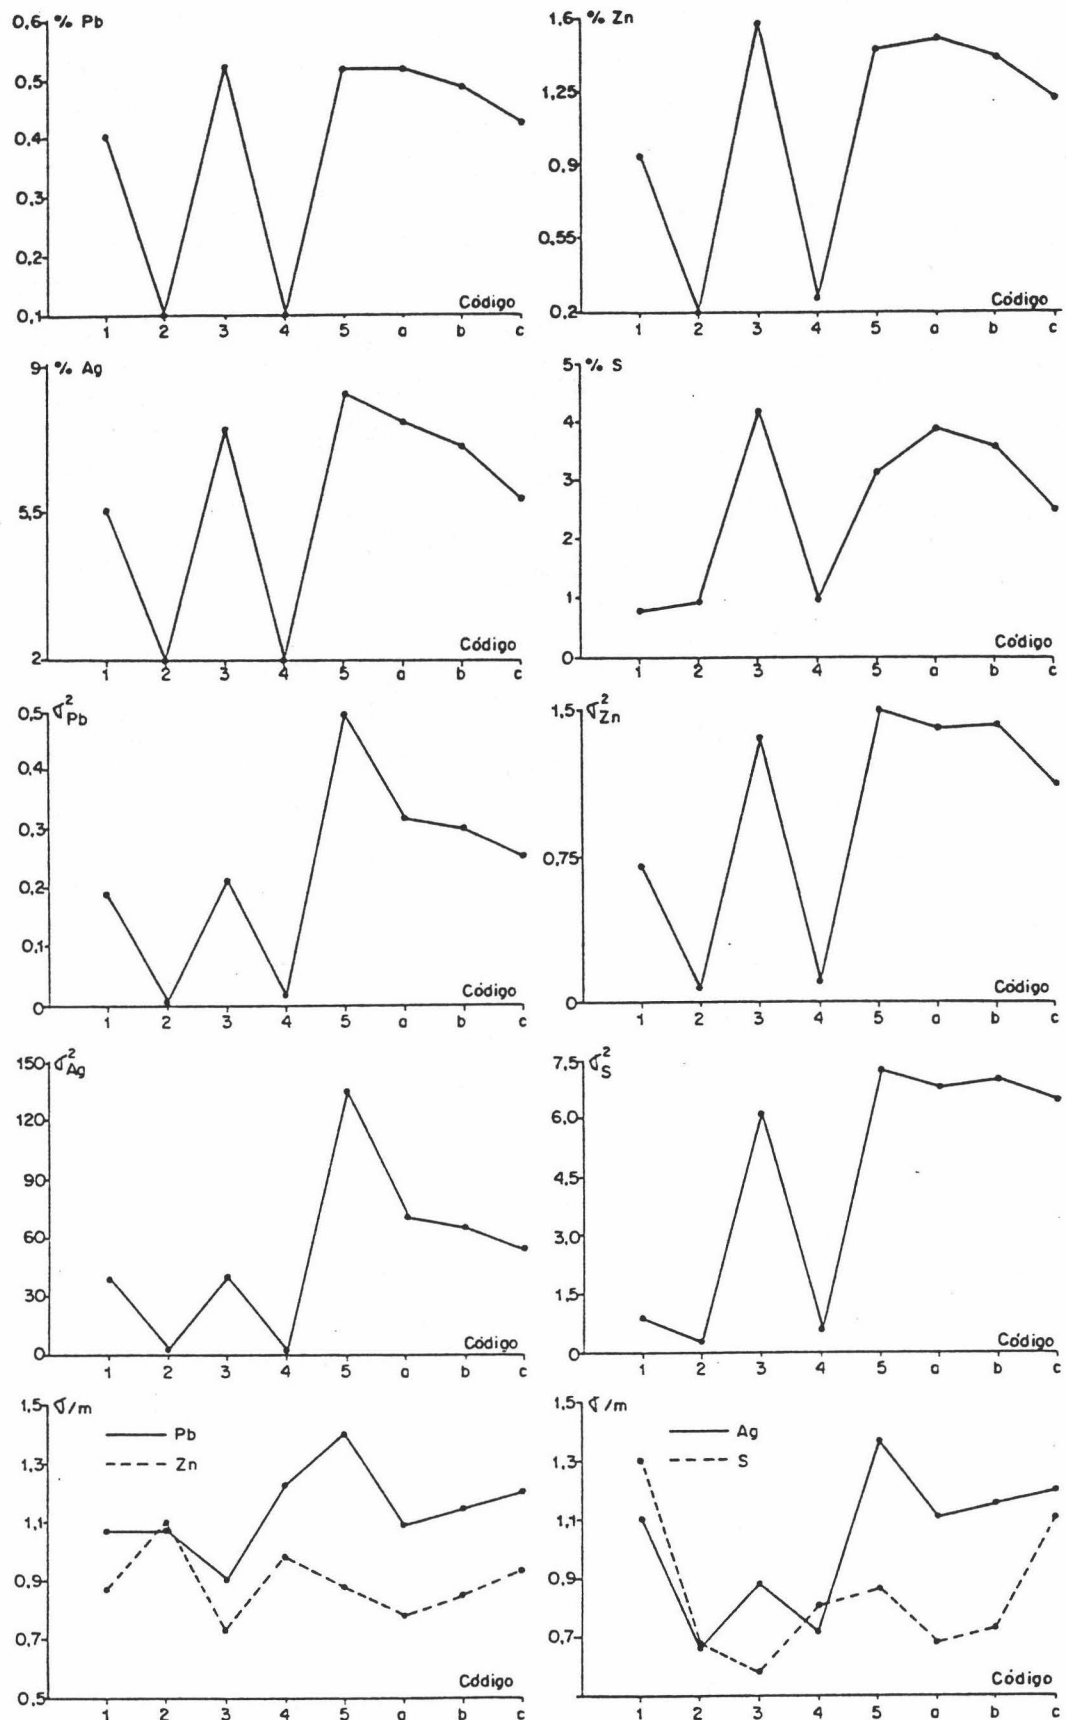 % Pb
0,6
0,5
0,4
0,3
0,2
0,1
Código
1 2 3 4 5 a b c
% Zn
1,6
1,25
0,9
0,55
0,2
Código
1 2 3 4 5 a b c
% Ag
9
5,5
2
Código
1 2 3 4 5 a b c
% S
5
4
3
2
1
0
Código
1 2 3 4 5 a b c
σ²Pb
0,5
0,4
0,3
0,2
0,1
0
Código
1 2 3 4 5 a b c
σ²Zn
1,5
0,75
0
Código
1 2 3 4 5 a b c
σ²Ag
150
120
90
60
30
0
Código
1 2 3 4 5 a b c
σ²S
7,5
6,0
4,5
3,0
1,5
0
Código
1 2 3 4 5 a b c
σ/m
Pb
Zn
1,5
1,3
1,1
0,9
0,7
0,5
Código
1 2 3 4 5 a b c
σ/m
Ag
S
1,5
1,3
1,1
0,9
0,7
Código
1 2 3 4 5 a b c